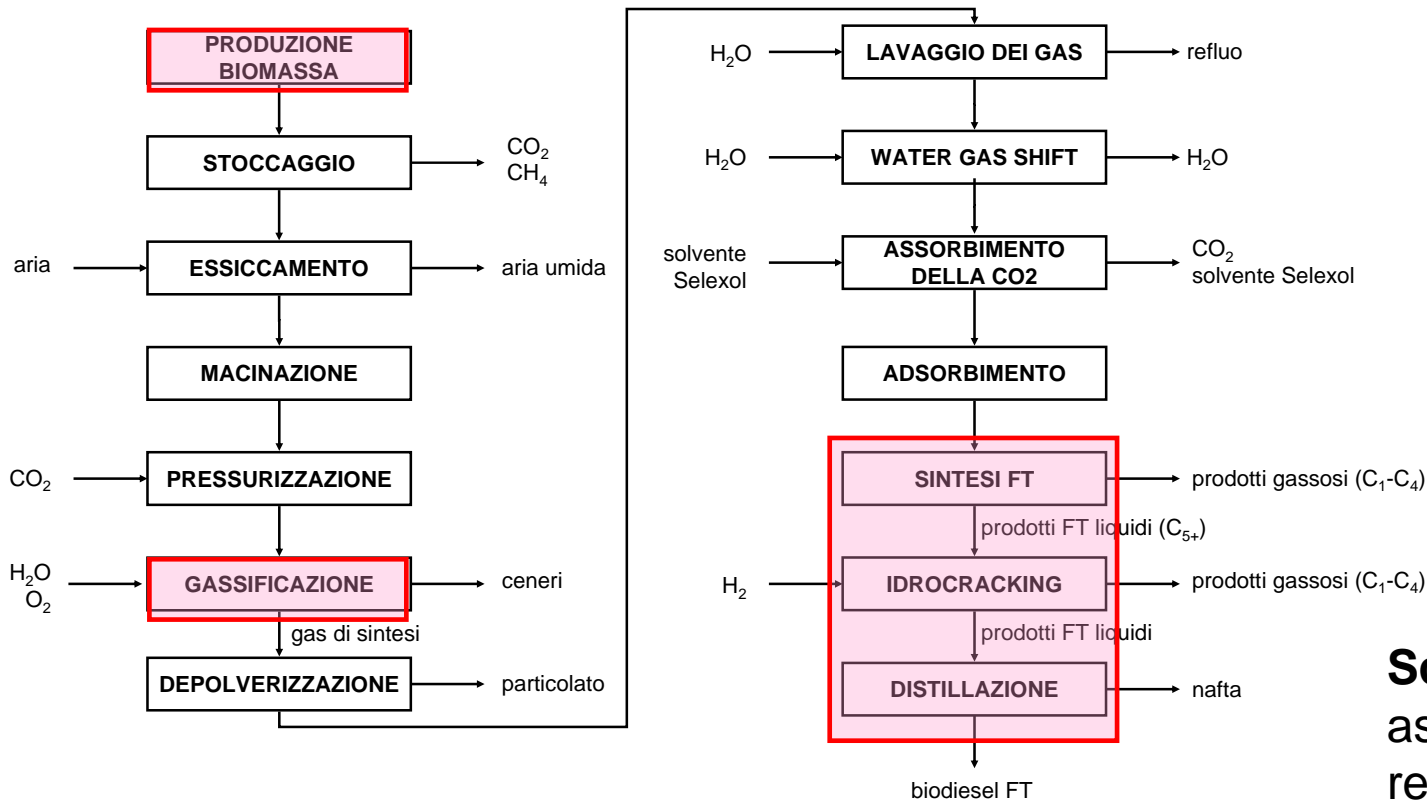 PRODUZIONE
BIOMASSA
STOCCAGGIO
CO₂
CH₄
aria
ESSICCAMENTO
aria umida
MACINAZIONE
CO₂
PRESSURIZZAZIONE
H₂O
O₂
GASSIFICAZIONE
ceneri
gas di sintesi
DEPOLVERIZZAZIONE
particolato
H₂O
LAVAGGIO DEI GAS
refluo
H₂O
WATER GAS SHIFT
H₂O
solvente
Selexol
ASSORBIMENTO
DELLA CO2
CO₂
solvente Selexol
ADSORBIMENTO
SINTESI FT
prodotti gassosi (C₁-C₄)
prodotti FT liquidi (C₅₊)
H₂
IDROCRACKING
prodotti gassosi (C₁-C₄)
prodotti FT liquidi
DISTILLAZIONE
nafta
biodiesel FT
as
re